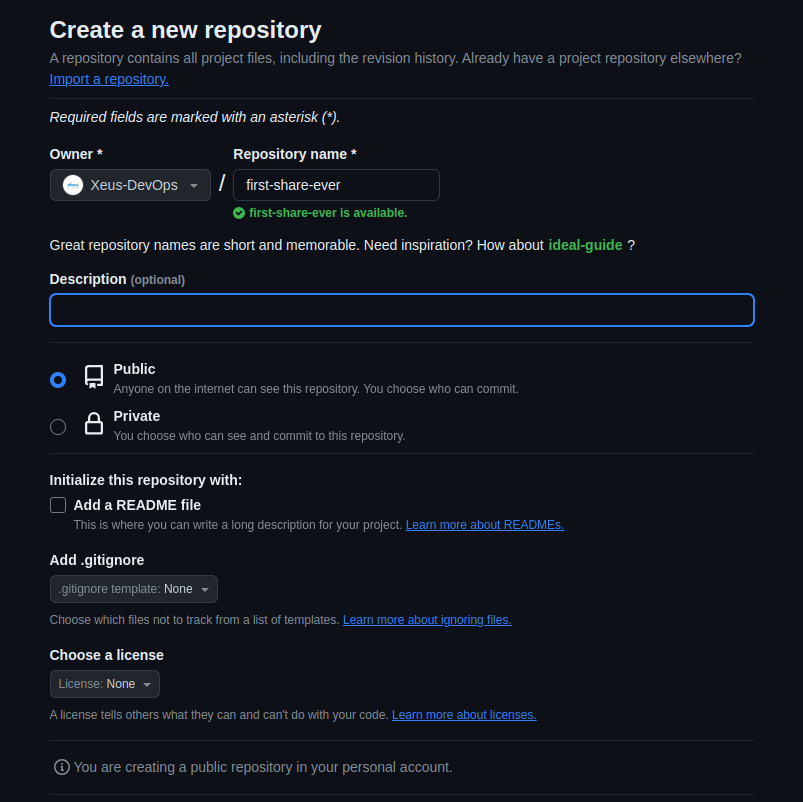 Create a new repository
A repository contains all project files, including the revision history. Already have a project repository elsewhere?
Import a repository.
Required fields are marked with an asterisk (*).
Owner *
Repository name *
Xeus-DevOps
/
first-share-ever
first-share-ever is available.
Great repository names are short and memorable. Need inspiration? How about ideal-guide ?
Description (optional)
Public
Anyone on the internet can see this repository. You choose who can commit.
Private
You choose who can see and commit to this repository.
Initialize this repository with:
Add a README file
This is where you can write a long description for your project. Learn more about READMEs.
Add .gitignore
.gitignore template: None
Choose which files not to track from a list of templates. Learn more about ignoring files.
Choose a license
License: None
A license tells others what they can and can't do with your code. Learn more about licenses.
You are creating a public repository in your personal account.